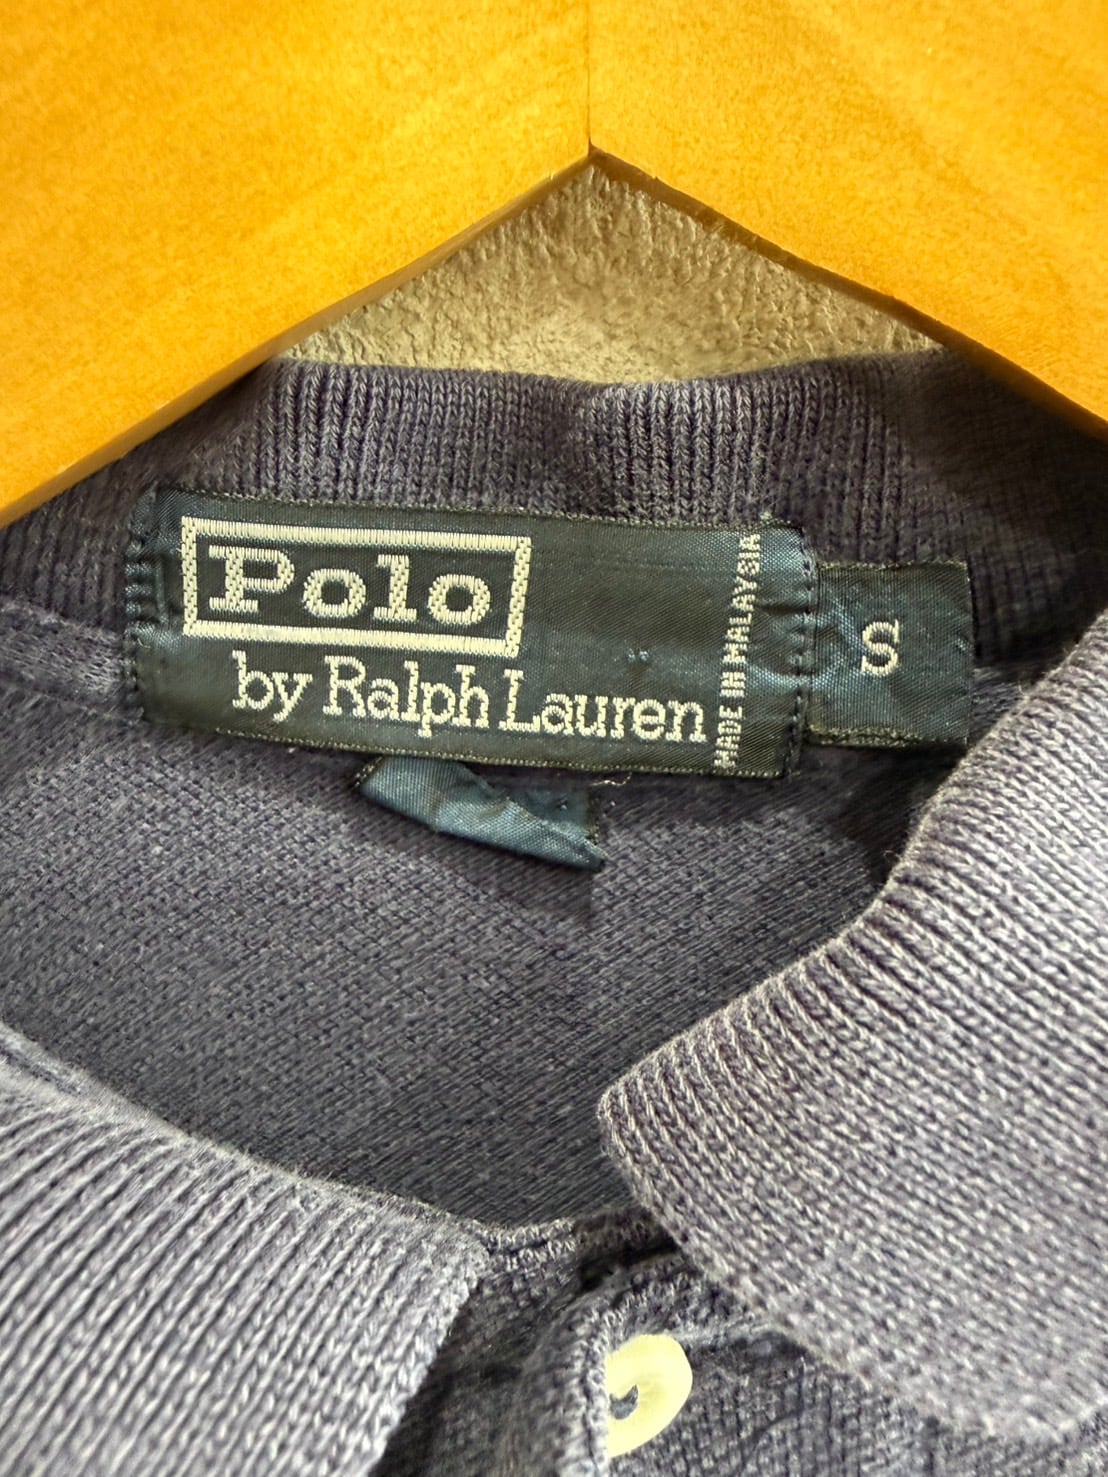 Polo
by Ralph Lauren
MADE IN MALAYSIA
S